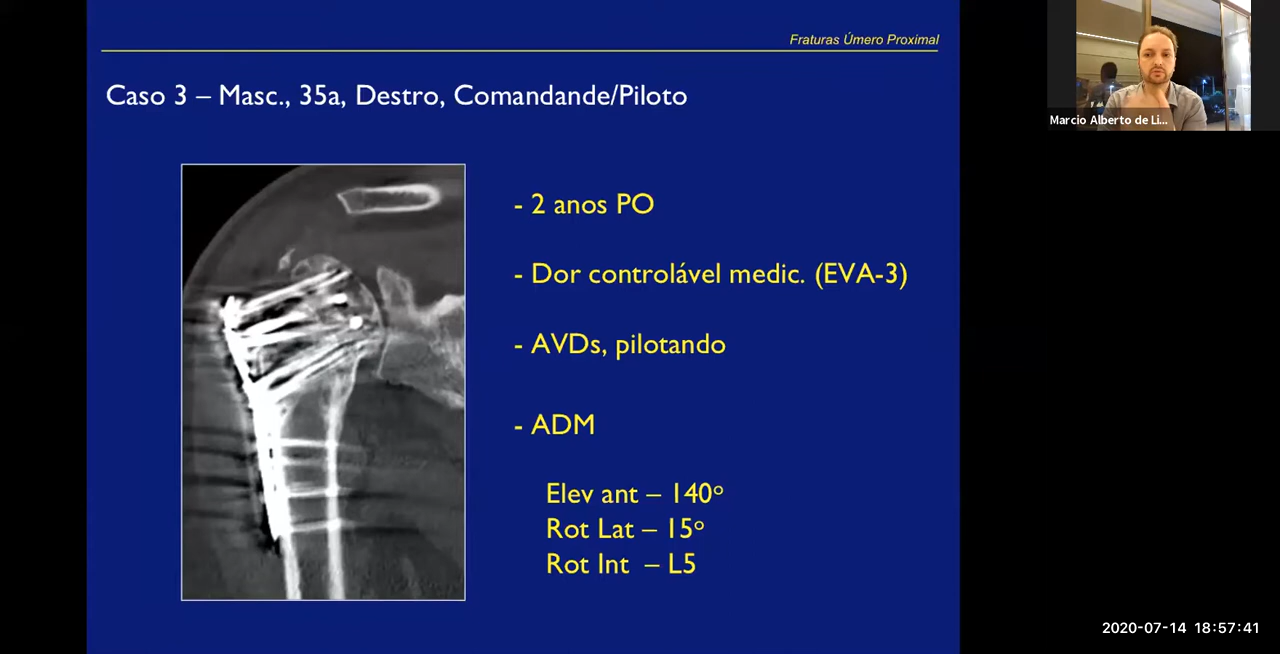 Fraturas Úmero Proximal
Caso 3 – Masc., 35a, Destro, Comandande/Piloto
- 2 anos PO
- Dor controlável medic. (EVA-3)
- AVDs, pilotando
- ADM
Elev ant – 140º
Rot Lat – 15º
Rot Int – L5
Marcio Alberto de Li...
2020-07-14 18:57:41